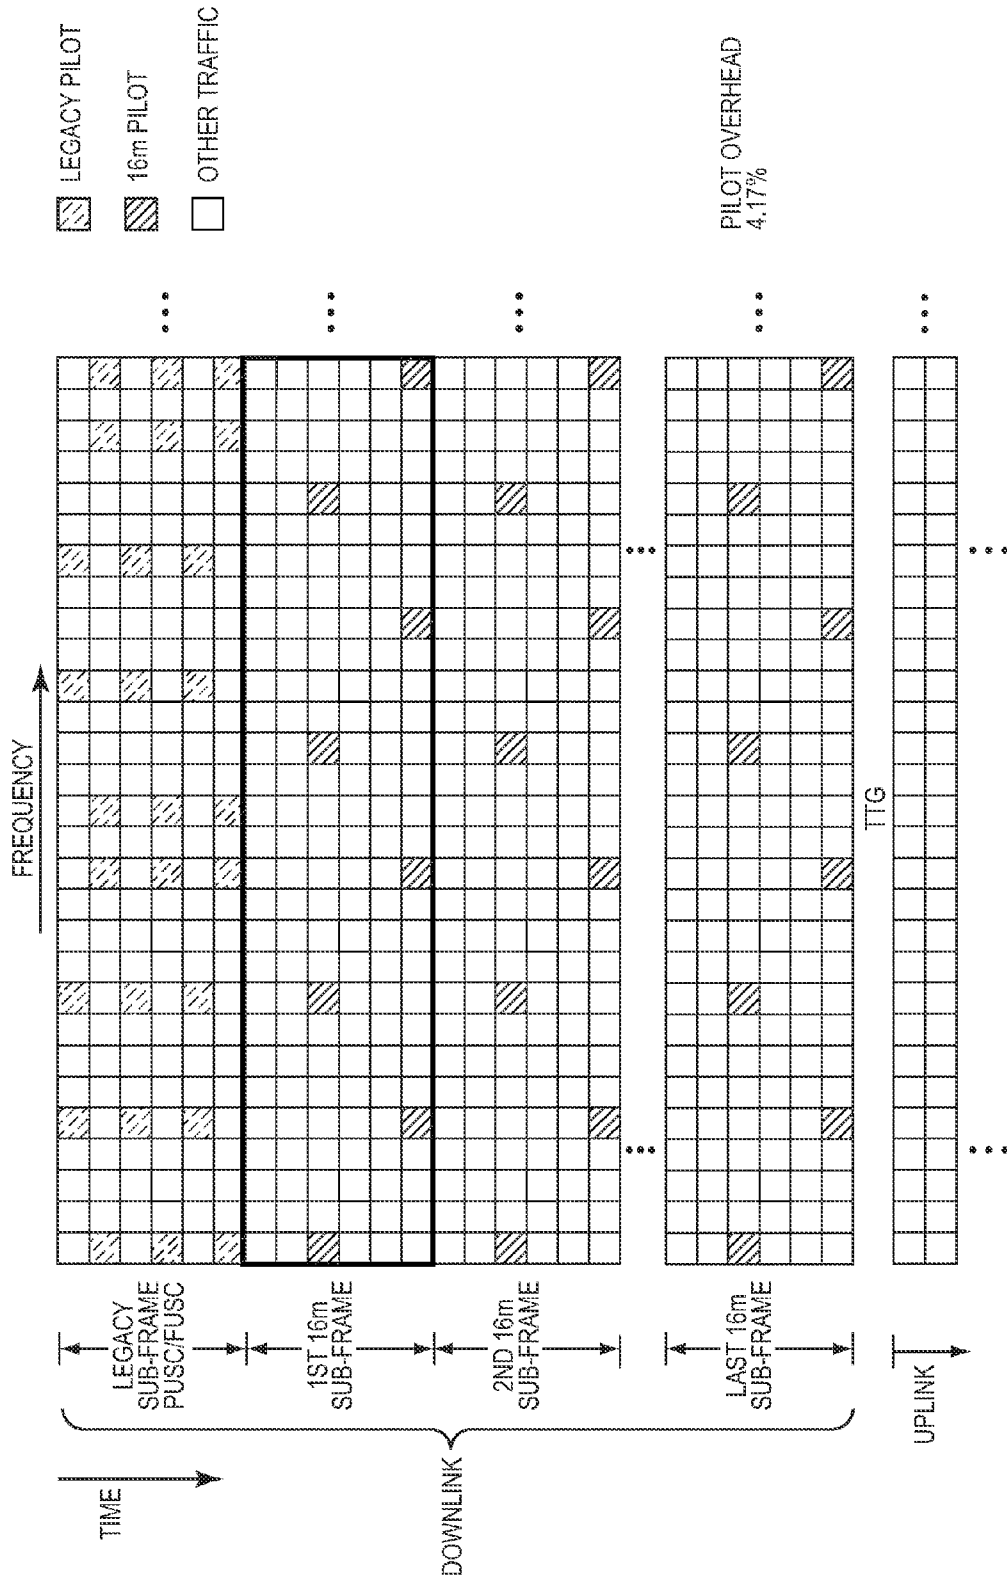 LEGACY PILOT
16m PILOT
OTHER TRAFFIC
FREQUENCY
TIME
DOWNLINK
LEGACY
SUB-FRAME
PUSC/FUSC
1ST 16m
SUB-FRAME
2ND 16m
SUB-FRAME
LAST 16m
SUB-FRAME
PILOT OVERHEAD
4.17%
TTG
UPLINK